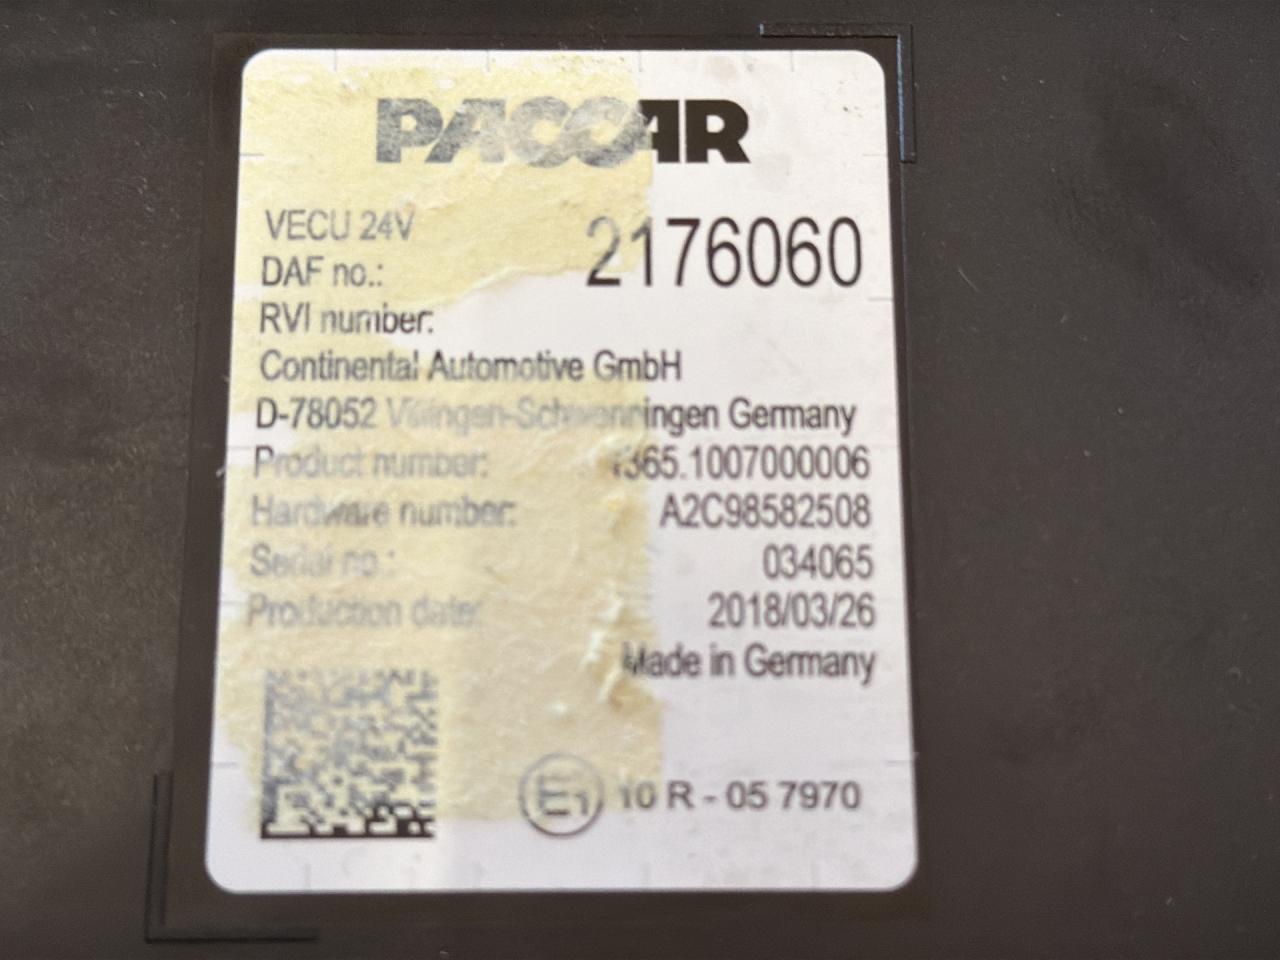 PACCAR
VECU 24V
DAF no.: 2176060
RVI number:
Continental Automotive GmbH
D-78052 Villingen-Schwenningen Germany
Product number: 1365.1007000006
Hardware number: A2C98582508
Serial no.: 034065
Production date: 2018/03/26
Made in Germany
E1 10 R - 05 7970